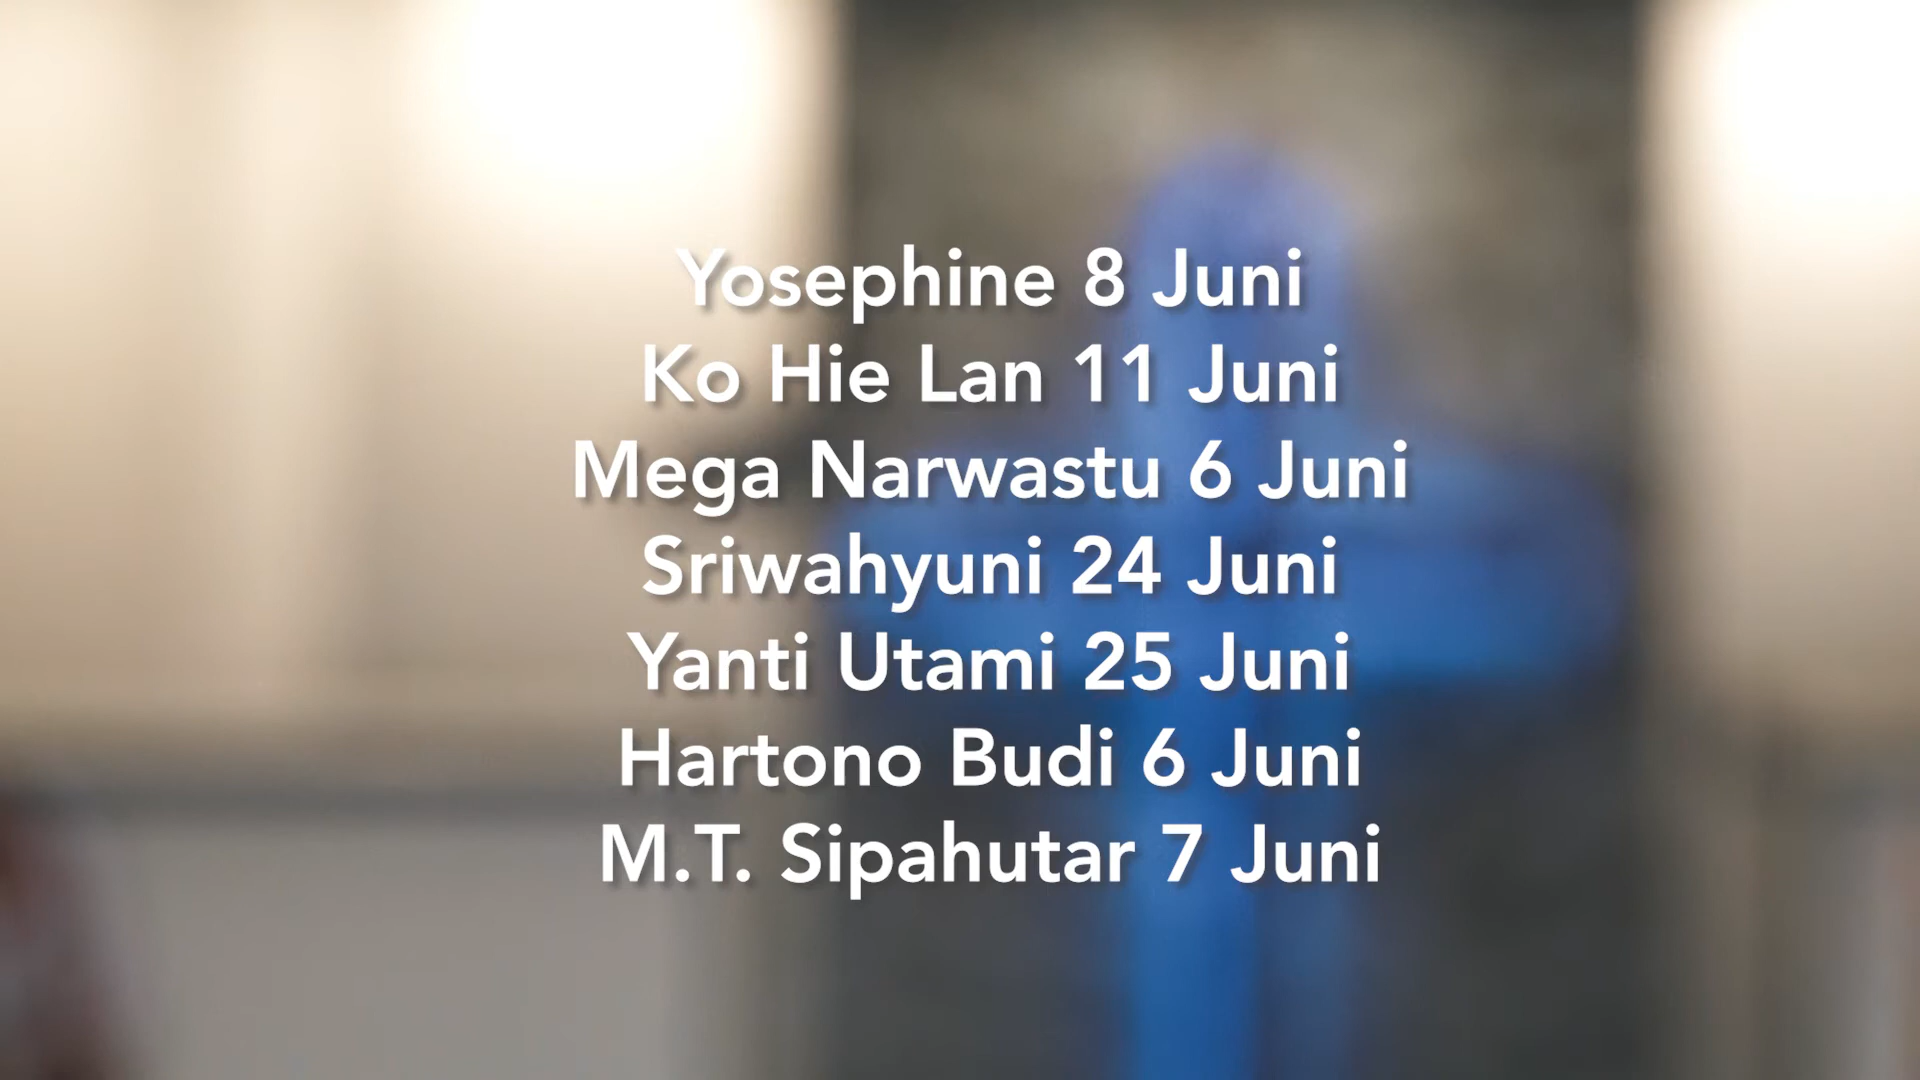 Yosephine 8 Juni
Ko Hie Lan 11 Juni
Mega Narwastu 6 Juni
Sriwahyuni 24 Juni
Yanti Utami 25 Juni
Hartono Budi 6 Juni
M.T. Sipahutar 7 Juni